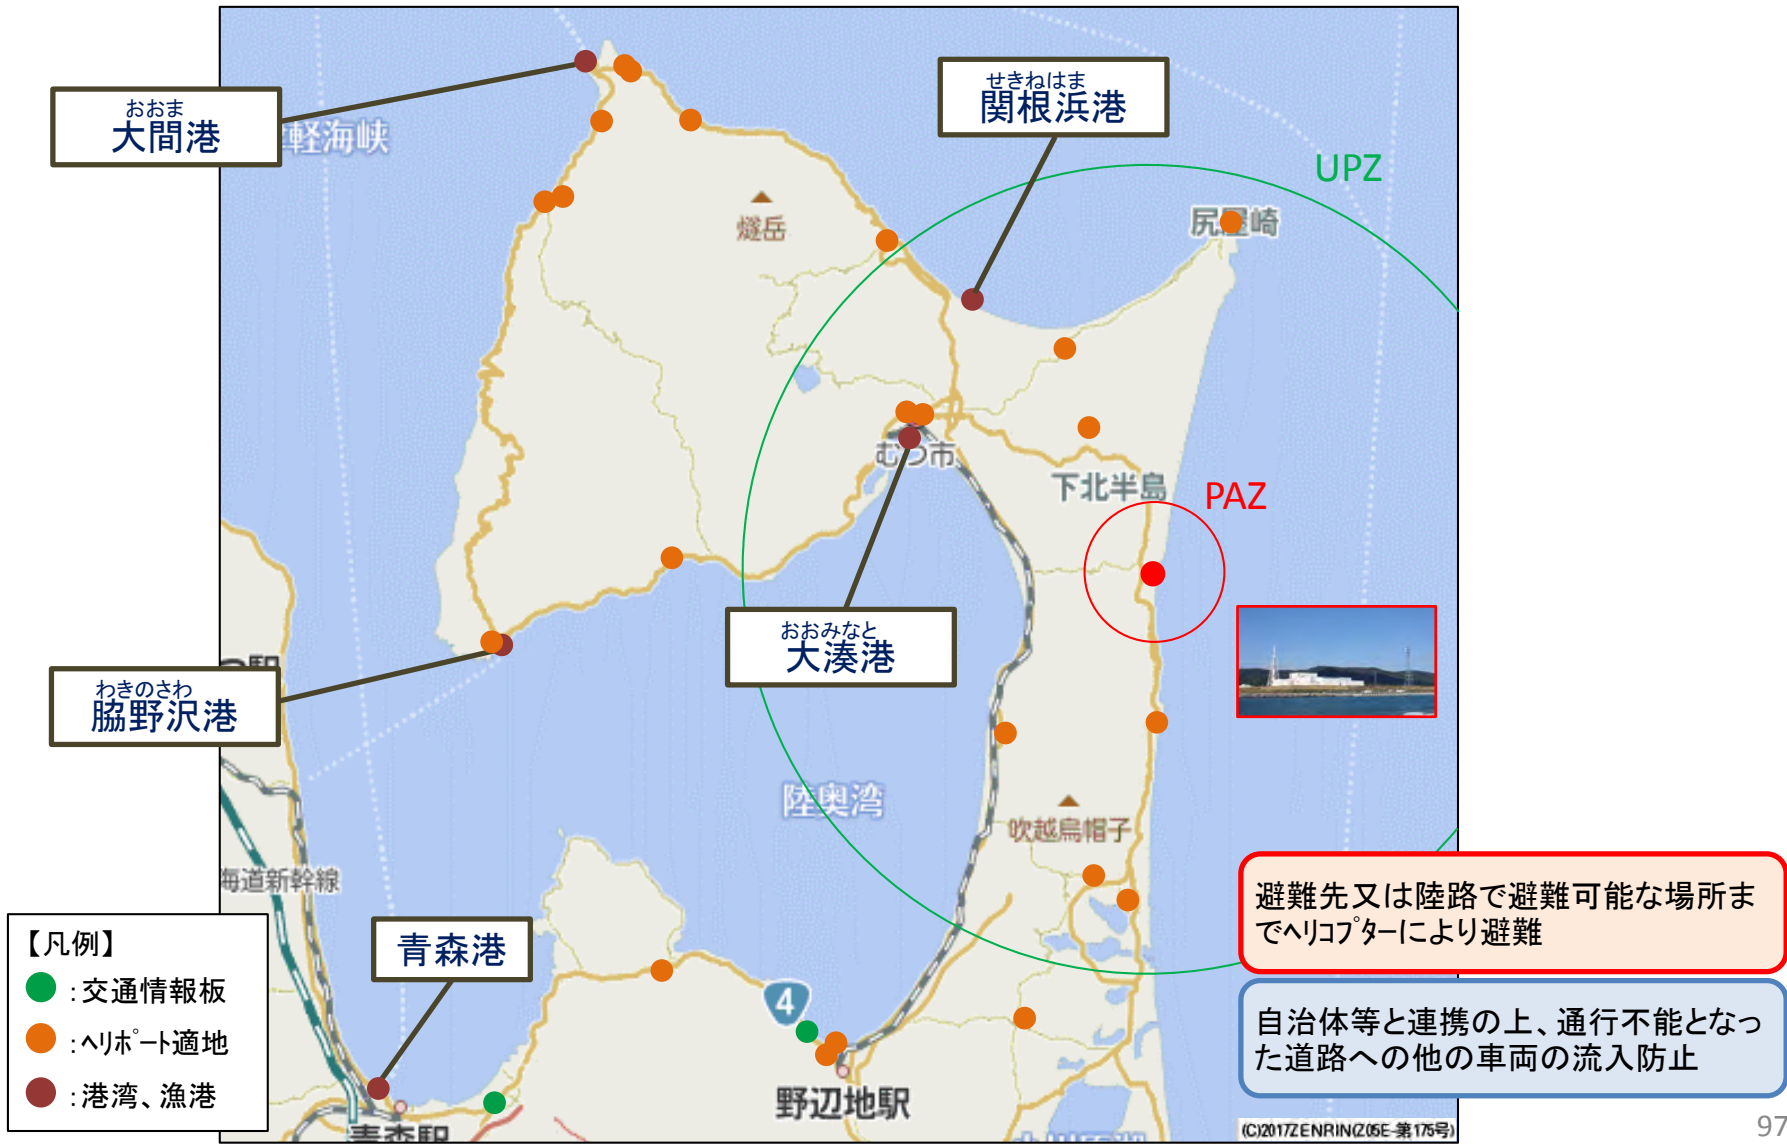 おおま
大間港
軽海峡
せきねはま
関根浜港
UPZ
尻屋崎
燧岳
むつ市
下北半島
PAZ
おおみなと
大湊港
わきのさわ
脇野沢港
陸奥湾
吹越烏帽子
海道新幹線
青森港
4
野辺地駅
青森駅
【凡例】
：交通情報板
：ﾍﾘﾎﾟｰﾄ適地
：港湾、漁港
避難先又は陸路で避難可能な場所ま
でﾍﾘｺﾌﾟﾀｰにより避難
自治体等と連携の上、通行不能となっ
た道路への他の車両の流入防止
(C)2017ZENRIN(Z05E-第175号)
97